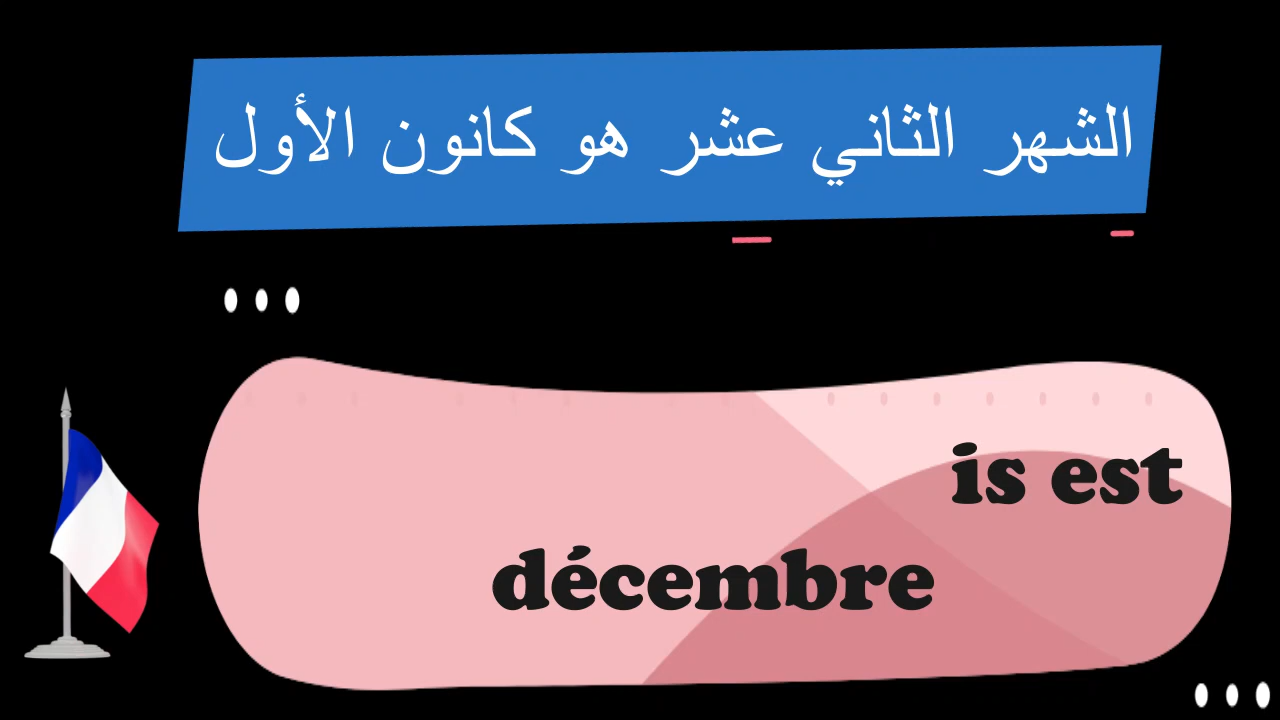 الشهر الثاني عشر هو كانون الأول
is est
décembre